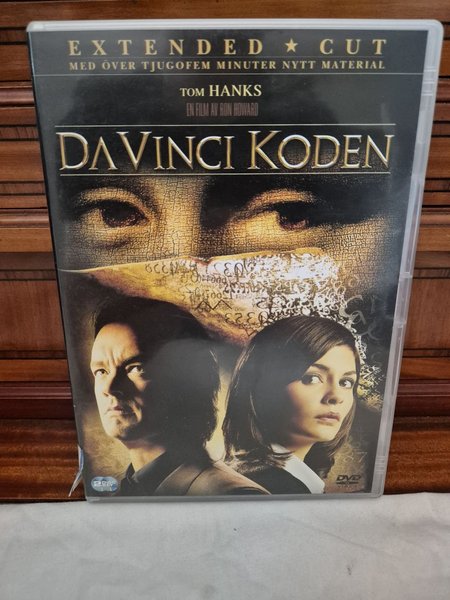 EXTENDED ★ CUT
MED ÖVER TJUGOFEM MINUTER NYTT MATERIAL
TOM HANKS
EN FILM AV RON HOWARD
DA VINCI KODEN
DVD